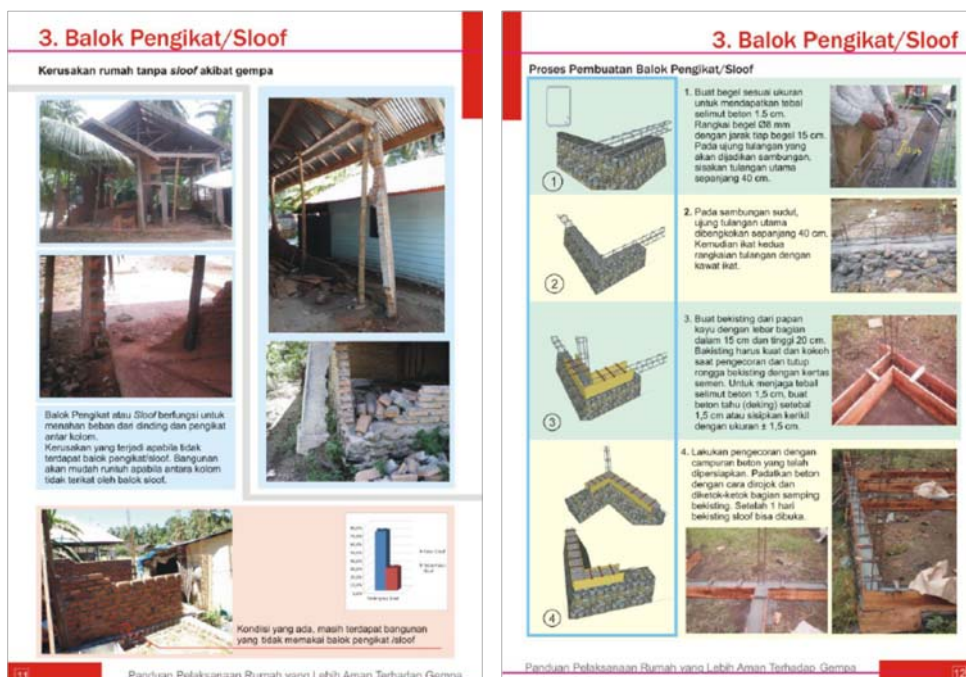 3. Balok Pengikat/Sloof
Kerusakan rumah tanpa sloof akibat gempa
Balok Pengikat atau Sloof berfungsi untuk
menahan beban dari dinding dan pengikat
antar kolom.
Kerusakan yang terjadi apabila tidak
terdapat balok pengikat/sloof. Bangunan
akan mudah runtuh apabila antara kolom
tidak terikat oleh balok sloof.
Kondisi yang ada, masih terdapat bangunan
yang tidak memakai balok pengikat /sloof
11
Panduan Pelaksanaan Rumah yang Lebih Aman Terhadap Gempa
3. Balok Pengikat/Sloof
Proses Pembuatan Balok Pengikat/Sloof
1
1. Buat begel sesuai ukuran
untuk mendapatkan tebal
selimut beton 1.5 cm.
Rangkai begel Ø8 mm
dengan jarak tiap begel 15 cm.
Pada ujung tulangan yang
akan dijadikan sambungan,
sisakan tulangan utama
sepanjang 40 cm.
2
2. Pada sambungan sudut,
ujung tulangan utama
dibengkokan sepanjang 40 cm.
Kemudian ikat kedua
rangkaian tulangan dengan
kawat ikat.
3
3. Buat bekisting dari papan
kayu dengan lebar bagian
dalam 15 cm dan tinggi 20 cm.
Bakisting harus kuat dan kokoh
saat pengecoran dan tutup
rongga bekisting dengan kertas
semen. Untuk menjaga tebal
selimut beton 1,5 cm, buat
beton tahu (deking) setebal
1,5 cm atau sisipkan kerikil
dengan ukuran ± 1,5 cm.
4
4. Lakukan pengecoran dengan
campuran beton yang telah
dipersiapkan. Padatkan beton
dengan cara dirojok dan
diketok-ketok bagian samping
bekisting. Setelah 1 hari
bekisting sloof bisa dibuka.
Panduan Pelaksanaan Rumah yang Lebih Aman Terhadap Gempa
12